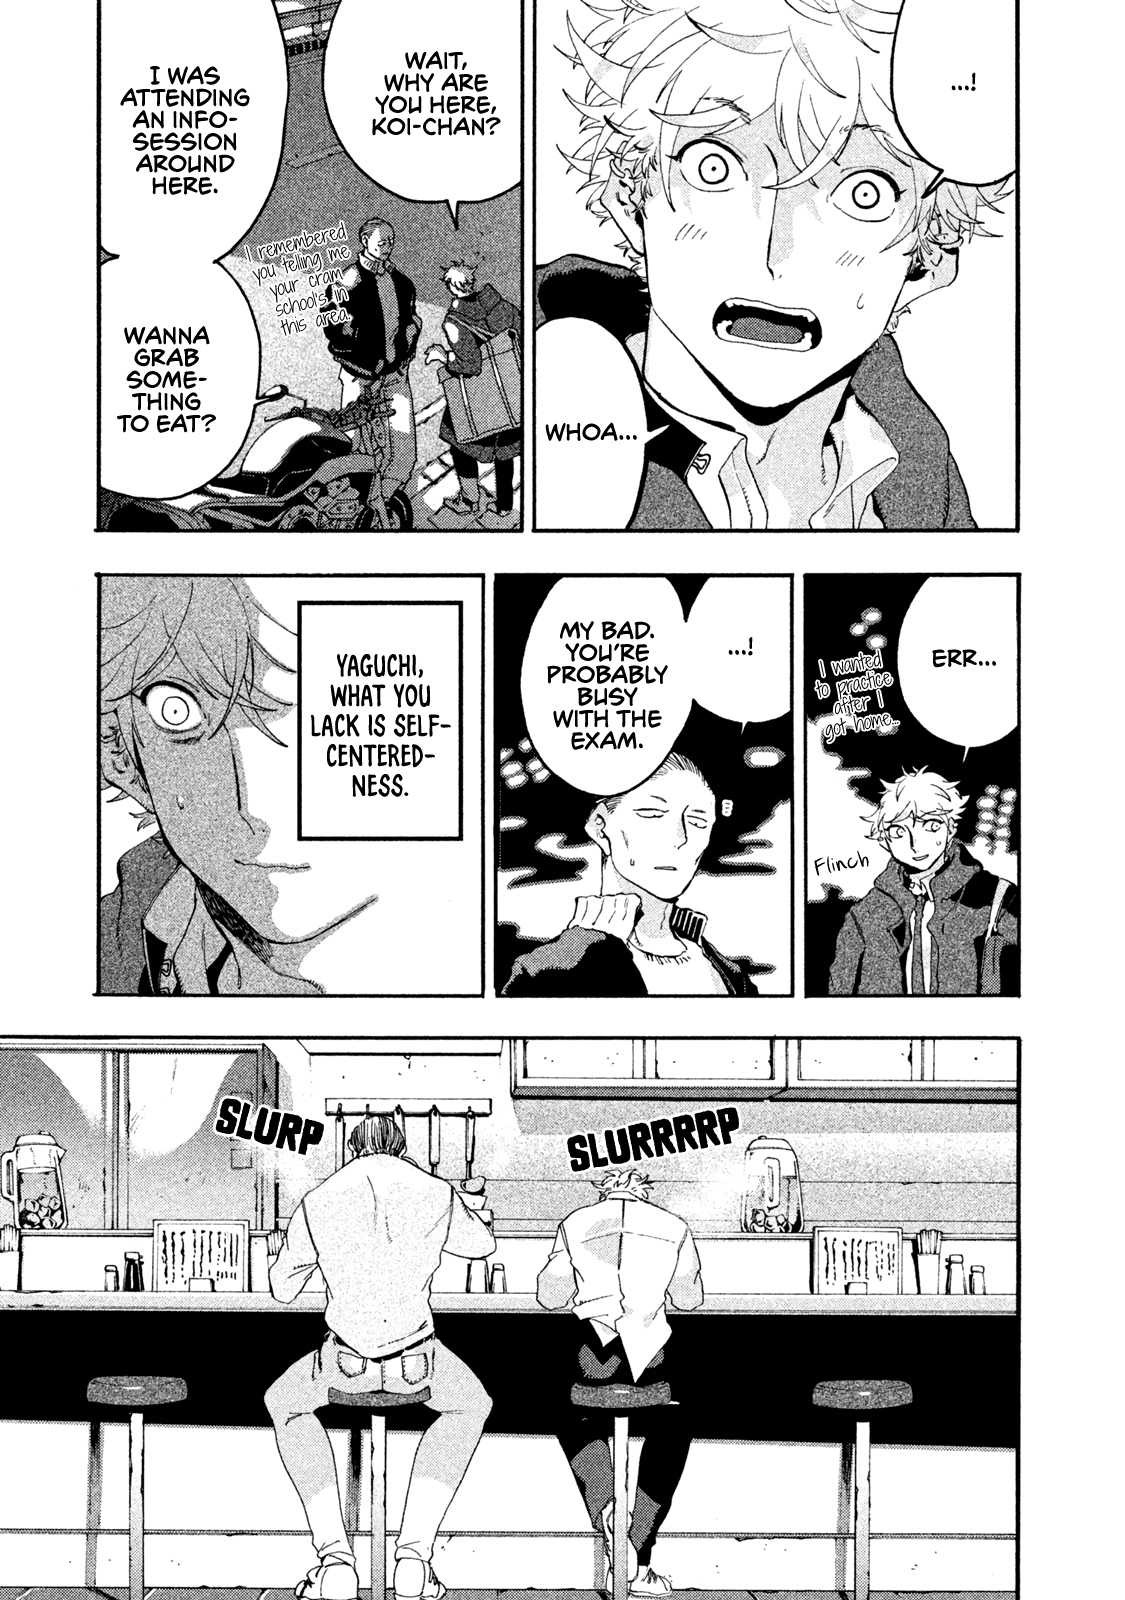 ...!
WHOA...
WAIT,
WHY ARE
YOU HERE,
KOI-CHAN?
I WAS
ATTENDING
AN INFO-
SESSION
AROUND
HERE.
I remembered
you telling me
your cram
school's in
this area.
WANNA
GRAB
SOME-
THING
TO EAT?
ERR...
I wanted
to practice
after I
got home...
Flinch
...!
MY BAD.
YOU'RE
PROBABLY
BUSY
WITH THE
EXAM.
YAGUCHI,
WHAT YOU
LACK IS SELF-
CENTERED-
NESS.
SLURRRRP
SLURP